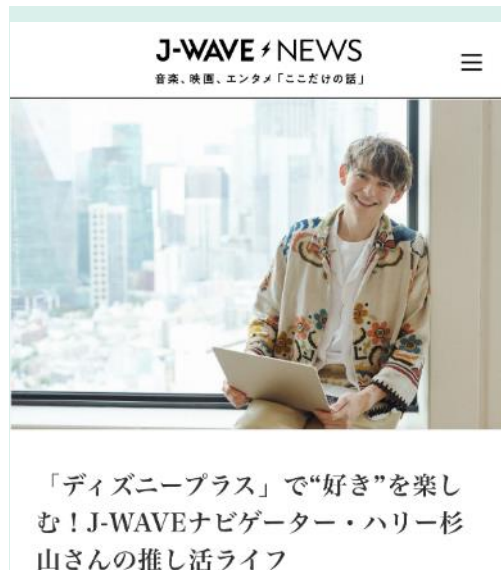 J-WAVE NEWS
音楽、映画、エンタメ「ここだけの話」
「ディズニープラス」で“好き”を楽し
む！J-WAVEナビゲーター・ハリー杉
山さんの推し活ライフ